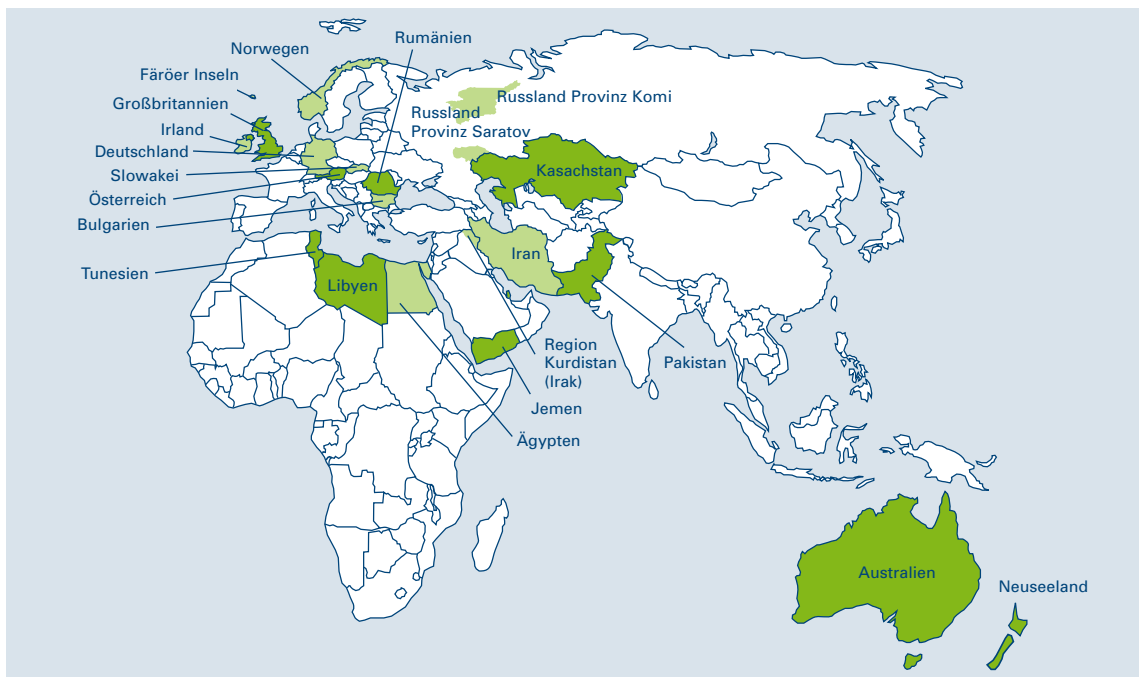 Rumänien
Norwegen
Färöer Inseln
Großbritannien
Irland
Deutschland
Slowakei
Österreich
Bulgarien
Tunesien
Russland Provinz Komi
Russland
Provinz Saratov
Kasachstan
Iran
Libyen
Region
Kurdistan
(Irak)
Pakistan
Jemen
Ägypten
Australien
Neuseeland